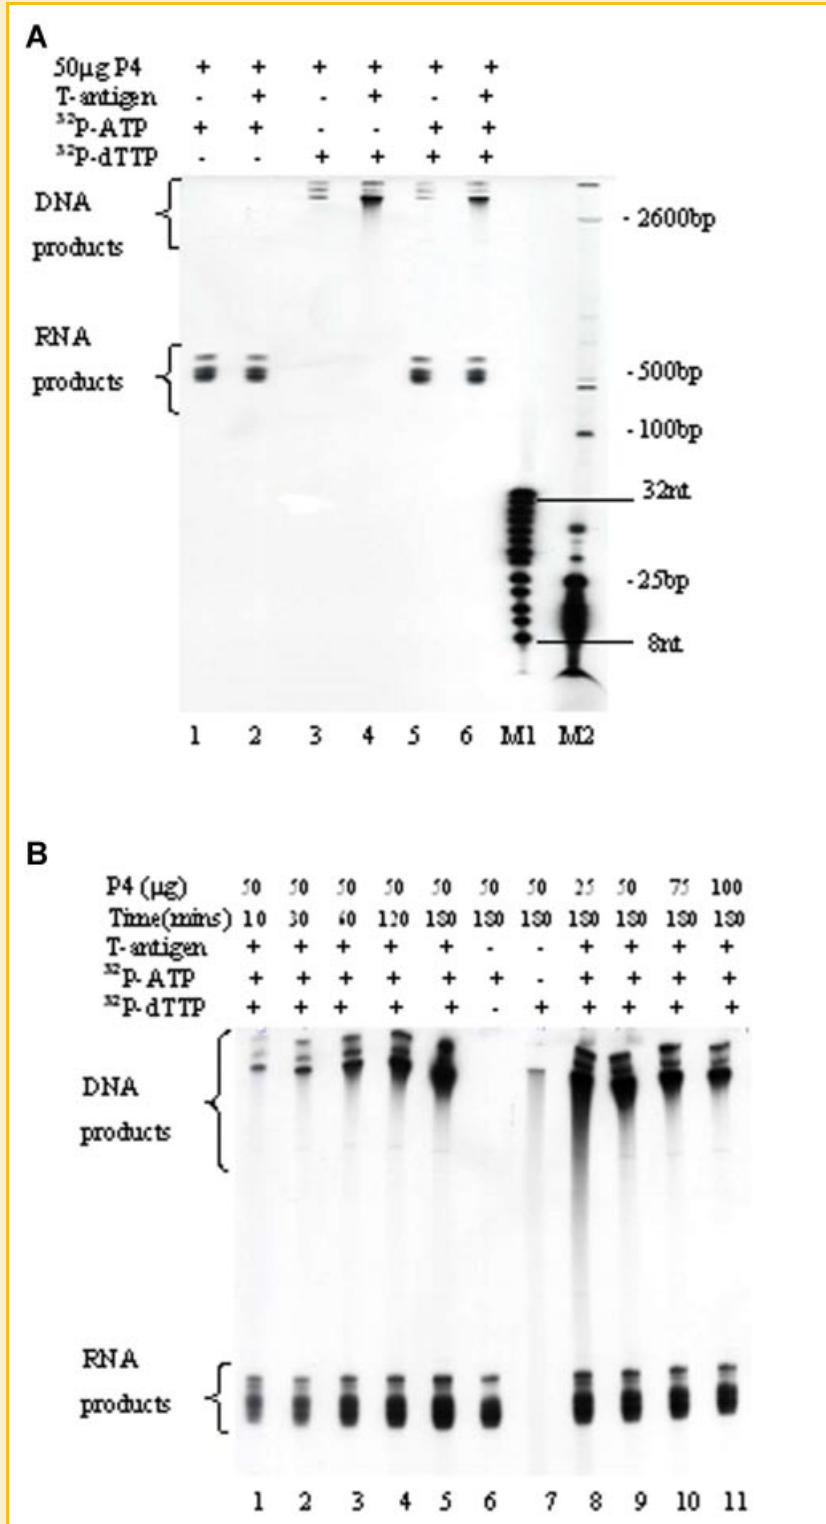 A
50µg P4 + + + + + +
T-antigen - + - + - +
³²P-ATP + + - - + +
³²P-dTTP - - + + + +
DNA
products
- 2600bp
RNA
products
- 500bp
- 100bp
32nt
- 25bp
8nt
1 2 3 4 5 6 M1 M2
B
P4 (µg) 50 50 50 50 50 50 50 25 50 75 100
Time(mins) 10 30 60 120 180 180 180 180 180 180 180
T-antigen + + + + + - - + + + +
³²P-ATP + + + + + + - + + + +
³²P-dTTP + + + + + - + + + + +
DNA
products
RNA
products
1 2 3 4 5 6 7 8 9 10 11